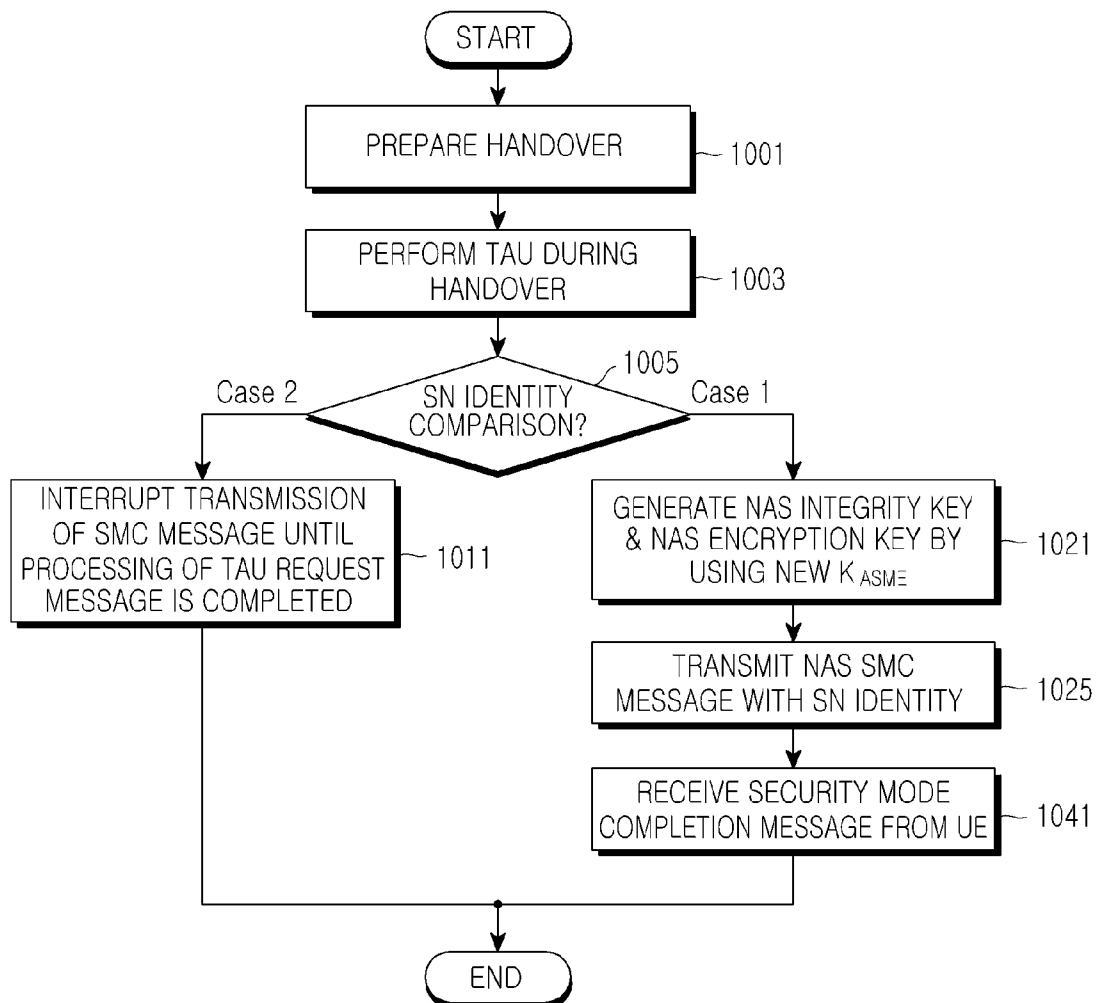 START
PREPARE HANDOVER
1001
PERFORM TAU DURING
HANDOVER
1003
1005
SN IDENTITY
COMPARISON?
Case 2
Case 1
INTERRUPT TRANSMISSION
OF SMC MESSAGE UNTIL
PROCESSING OF TAU REQUEST
MESSAGE IS COMPLETED
1011
GENERATE NAS INTEGRITY KEY
& NAS ENCRYPTION KEY BY
USING NEW KASME
1021
TRANSMIT NAS SMC
MESSAGE WITH SN IDENTITY
1025
RECEIVE SECURITY MODE
COMPLETION MESSAGE FROM UE
1041
END